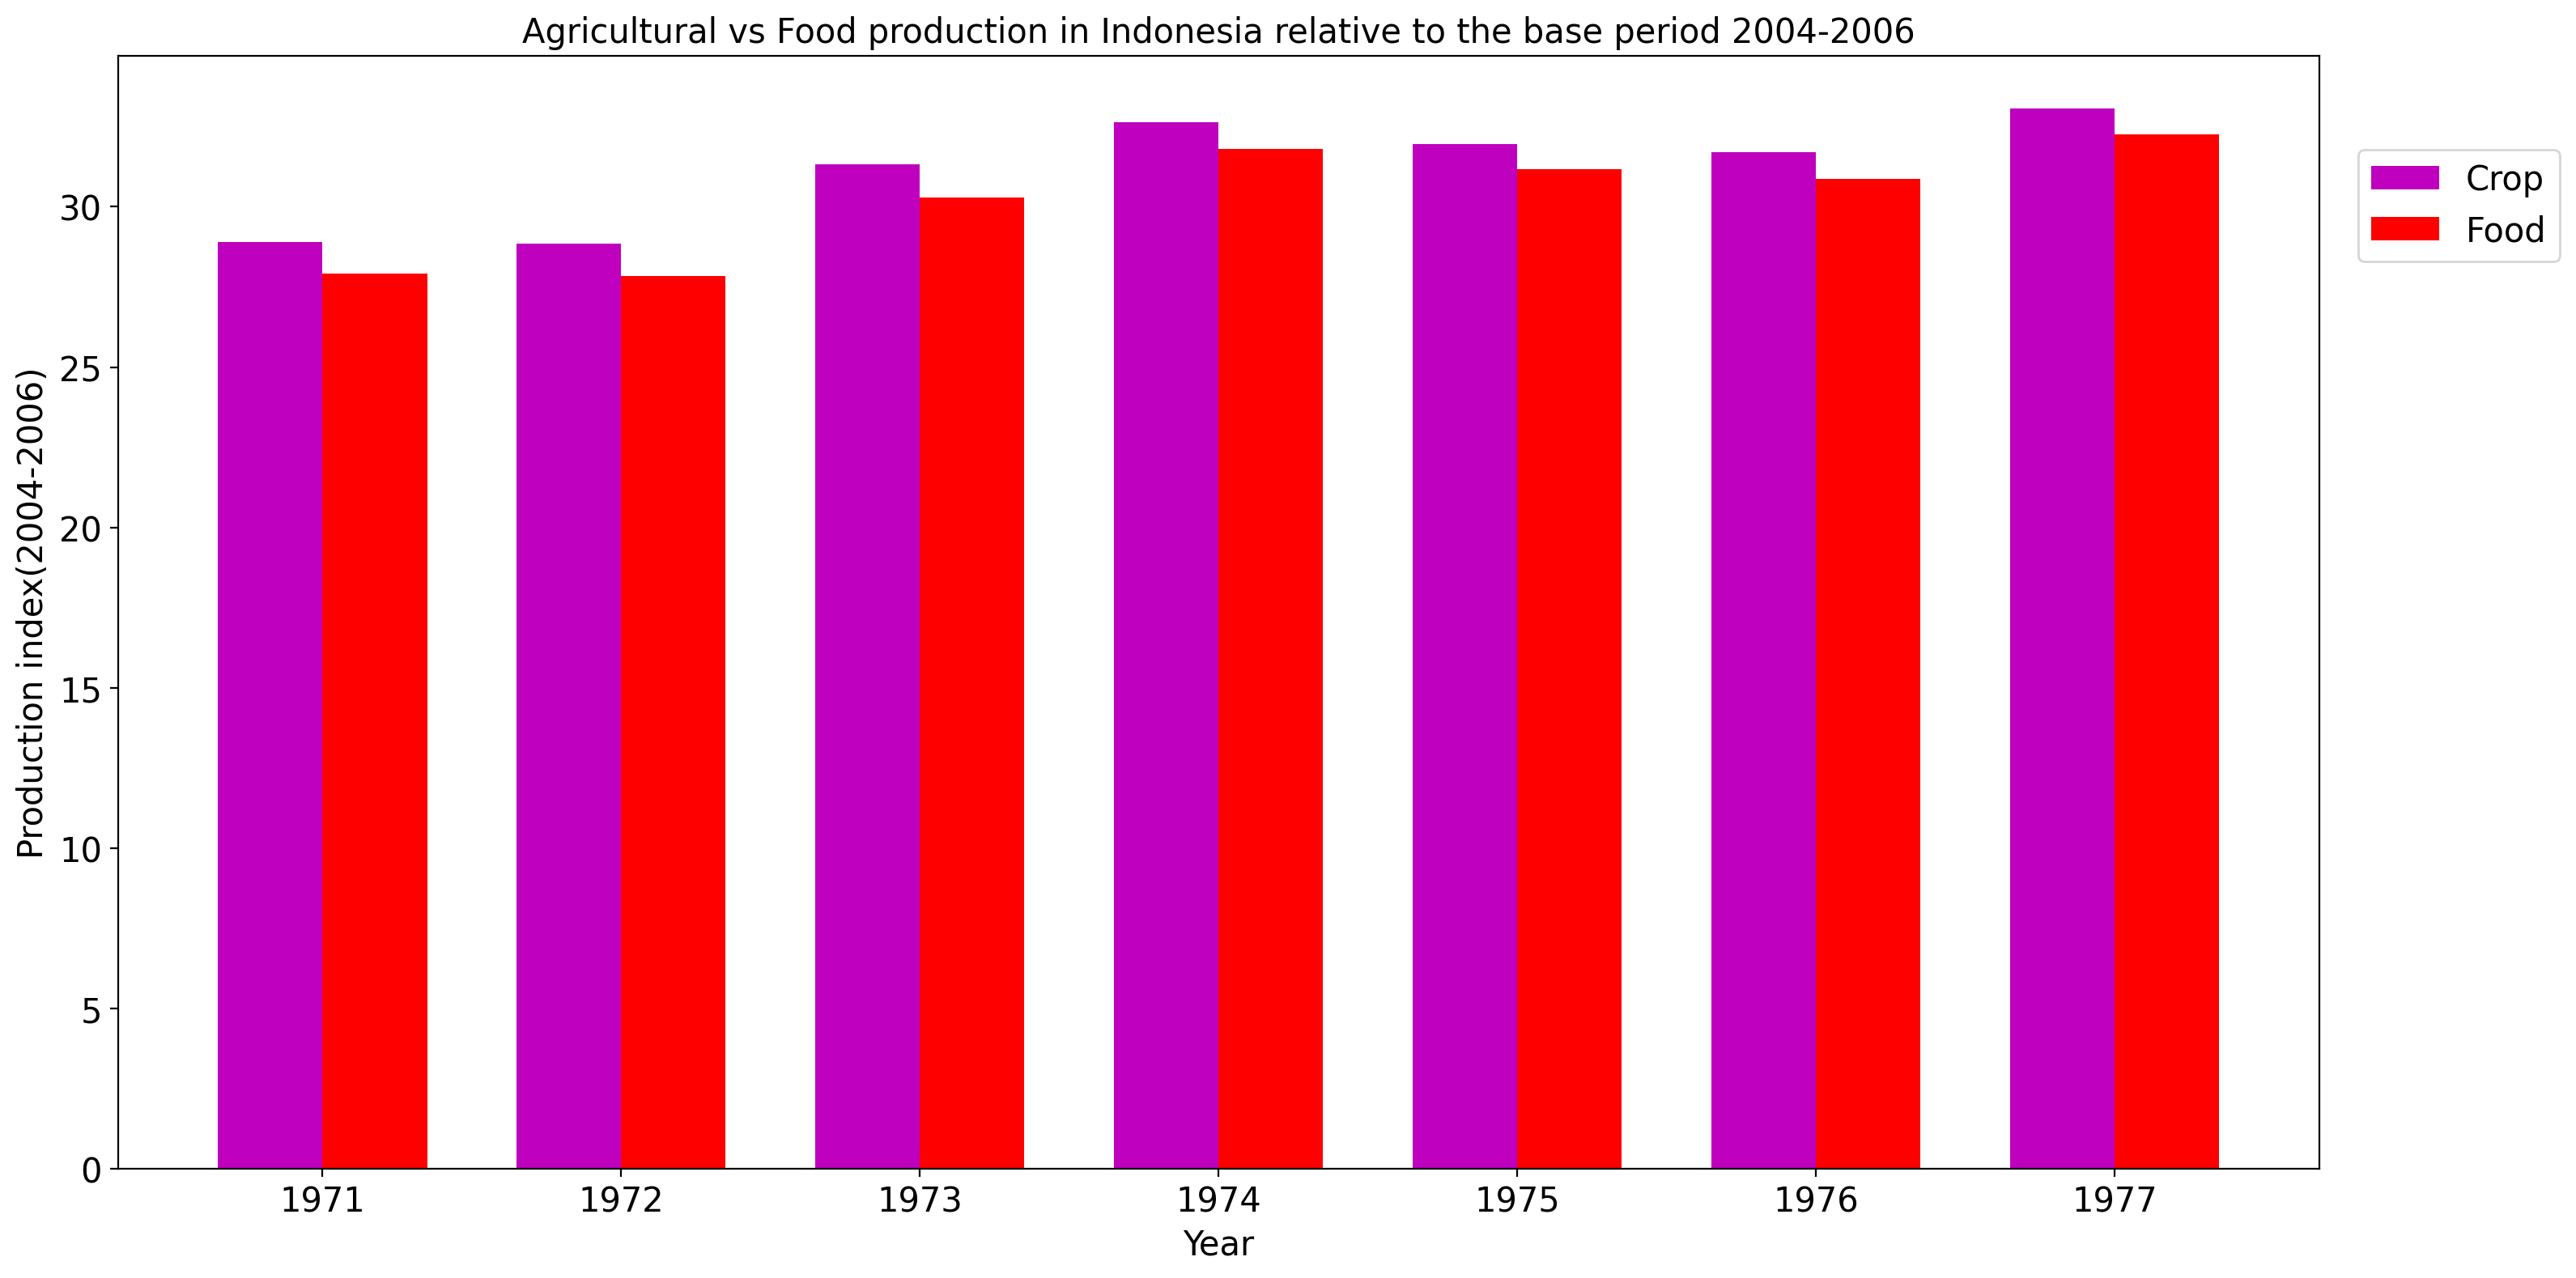 Agricultural vs Food production in Indonesia relative to the base period 2004-2006
Production index(2004-2006)
30
25
20
15
10
5
0
1971 1972 1973 1974 1975 1976 1977
Year
Crop
Food